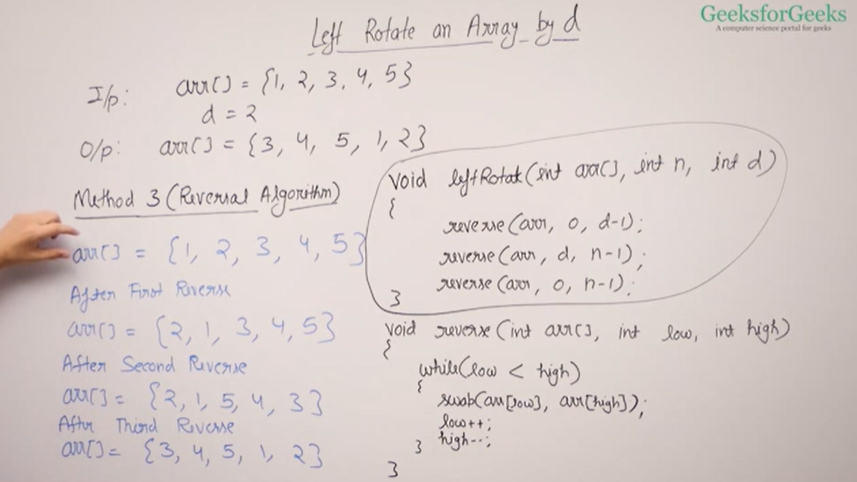 GeeksforGeeks
A computer science portal for geeks
Left Rotate an Array by d
I/p: arr[] = {1, 2, 3, 4, 5}
d = 2
O/p: arr[] = {3, 4, 5, 1, 2}
Method 3 (Reversal Algorithm)
arr[] = {1, 2, 3, 4, 5}
After First Reverse
arr[] = {2, 1, 3, 4, 5}
After Second Reverse
arr[] = {2, 1, 5, 4, 3}
After Third Reverse
arr[] = {3, 4, 5, 1, 2}
void leftRotat(int arr[], int n, int d)
{
reverse(arr, 0, d-1);
reverse(arr, d, n-1);
reverse(arr, 0, n-1);
}
void reverse(int arr[], int low, int high)
{
while(low < high)
{
swap(arr[low], arr[high]);
low++;
high--;
}
}